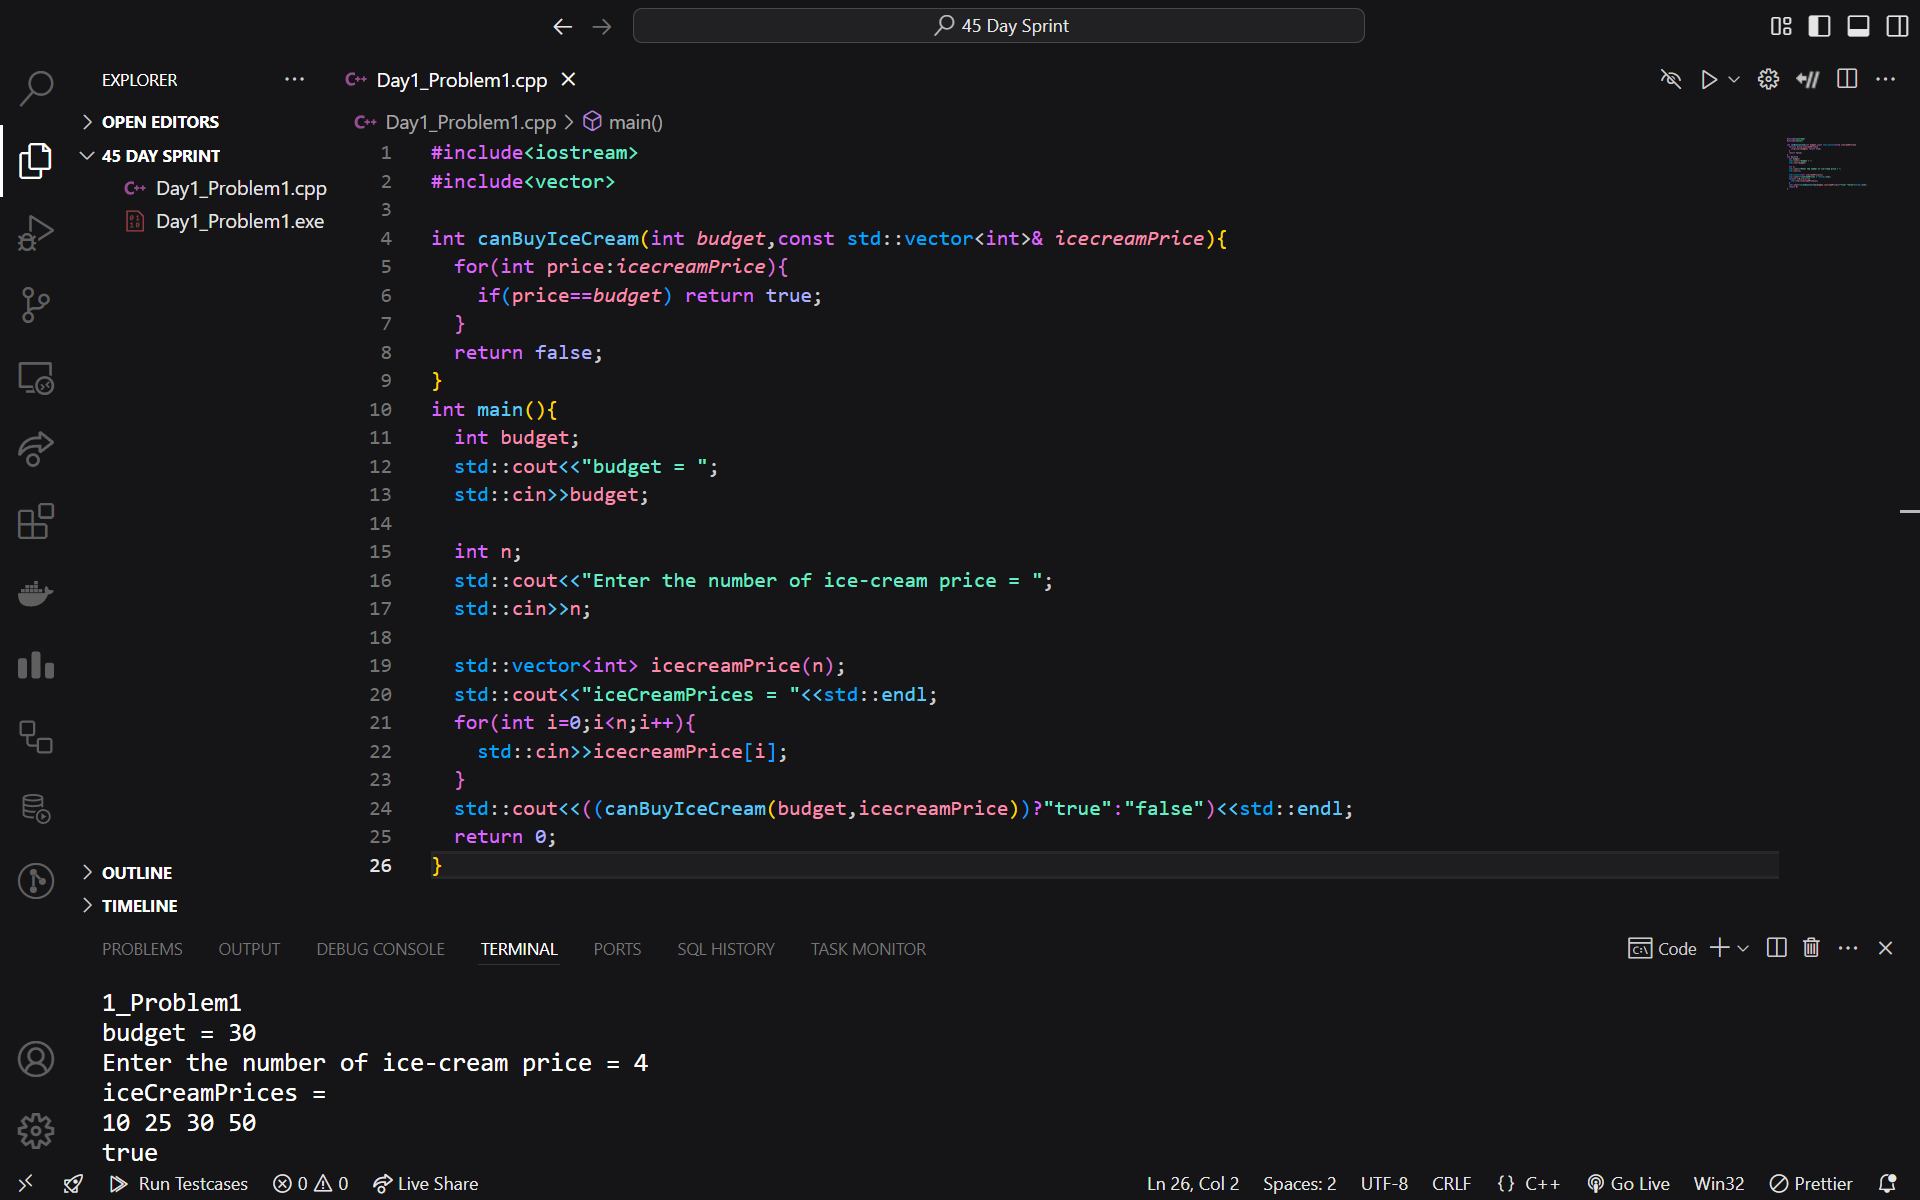 45 Day Sprint
EXPLORER
OPEN EDITORS
45 DAY SPRINT
C++ Day1_Problem1.cpp
Day1_Problem1.exe
OUTLINE
TIMELINE
C++ Day1_Problem1.cpp
C++ Day1_Problem1.cpp > main()
1 #include<iostream>
2 #include<vector>
3
4 int canBuyIceCream(int budget,const std::vector<int>& icecreamPrice){
5   for(int price:icecreamPrice){
6     if(price==budget) return true;
7   }
8   return false;
9 }
10 int main(){
11   int budget;
12   std::cout<<"budget = ";
13   std::cin>>budget;
14
15   int n;
16   std::cout<<"Enter the number of ice-cream price = ";
17   std::cin>>n;
18
19   std::vector<int> icecreamPrice(n);
20   std::cout<<"iceCreamPrices = "<<std::endl;
21   for(int i=0;i<n;i++){
22     std::cin>>icecreamPrice[i];
23   }
24   std::cout<<((canBuyIceCream(budget,icecreamPrice))?"true":"false")<<std::endl;
25   return 0;
26 }
PROBLEMS OUTPUT DEBUG CONSOLE TERMINAL PORTS SQL HISTORY TASK MONITOR Code
1_Problem1
budget = 30
Enter the number of ice-cream price = 4
iceCreamPrices =
10 25 30 50
true
Run Testcases 0 0 Live Share Ln 26, Col 2 Spaces: 2 UTF-8 CRLF {} C++ Go Live Win32 Prettier